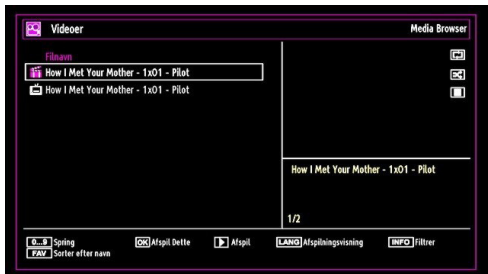 Videoer
Media Browser
Filnavn
How I Met Your Mother - 1x01 - Pilot
How I Met Your Mother - 1x01 - Pilot
How I Met Your Mother - 1x01 - Pilot
1/2
0...9 Spring
OK Afspil Dette
Afspil
LANG Afspilningsvisning
INFO Filtrer
FAV Sorter efter navn